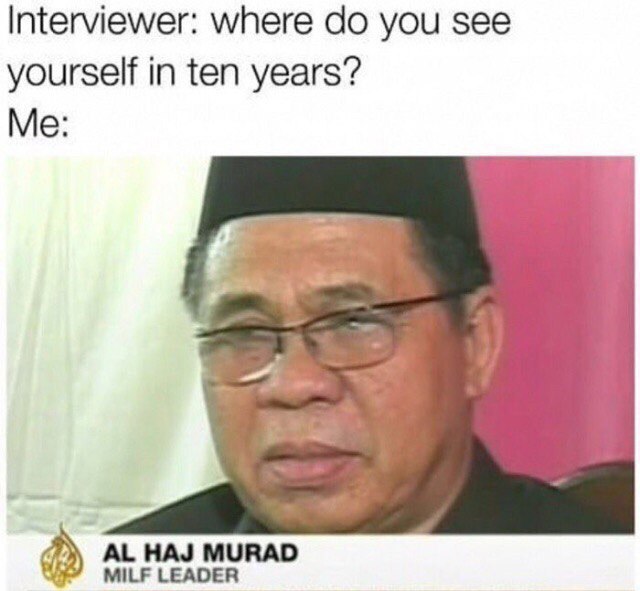 Interviewer: where do you see
yourself in ten years?
Me:
AL HAJ MURAD
MILF LEADER